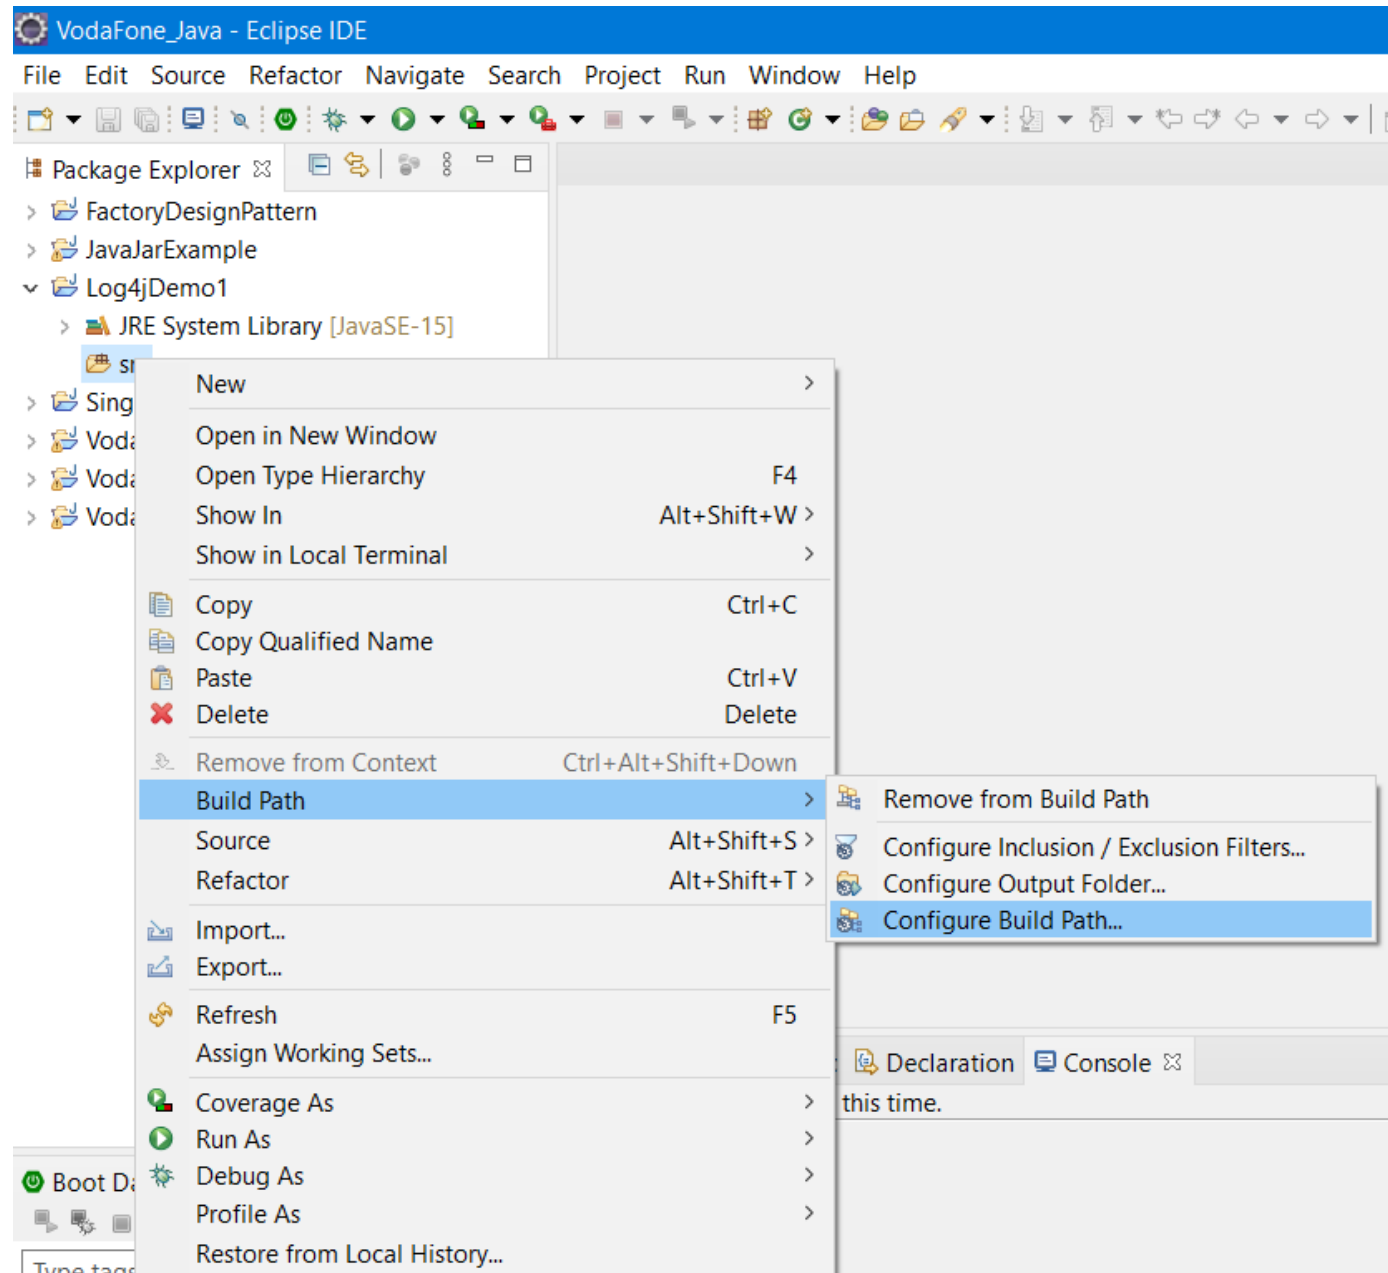 VodaFone_Java - Eclipse IDE
File Edit Source Refactor Navigate Search Project Run Window Help
Package Explorer
FactoryDesignPattern
JavaJarExample
Log4jDemo1
JRE System Library [JavaSE-15]
Sing
New
Open in New Window
Open Type Hierarchy F4
Show In Alt+Shift+W
Show in Local Terminal
Copy Ctrl+C
Copy Qualified Name
Paste Ctrl+V
Delete Delete
Remove from Context Ctrl+Alt+Shift+Down
Build Path
Source Alt+Shift+S
Refactor Alt+Shift+T
Import...
Export...
Refresh F5
Assign Working Sets...
Coverage As
Run As
Debug As
Profile As
Restore from Local History...
Remove from Build Path
Configure Inclusion / Exclusion Filters...
Configure Output Folder...
Configure Build Path...
Declaration Console
this time.
Boot
Type tags